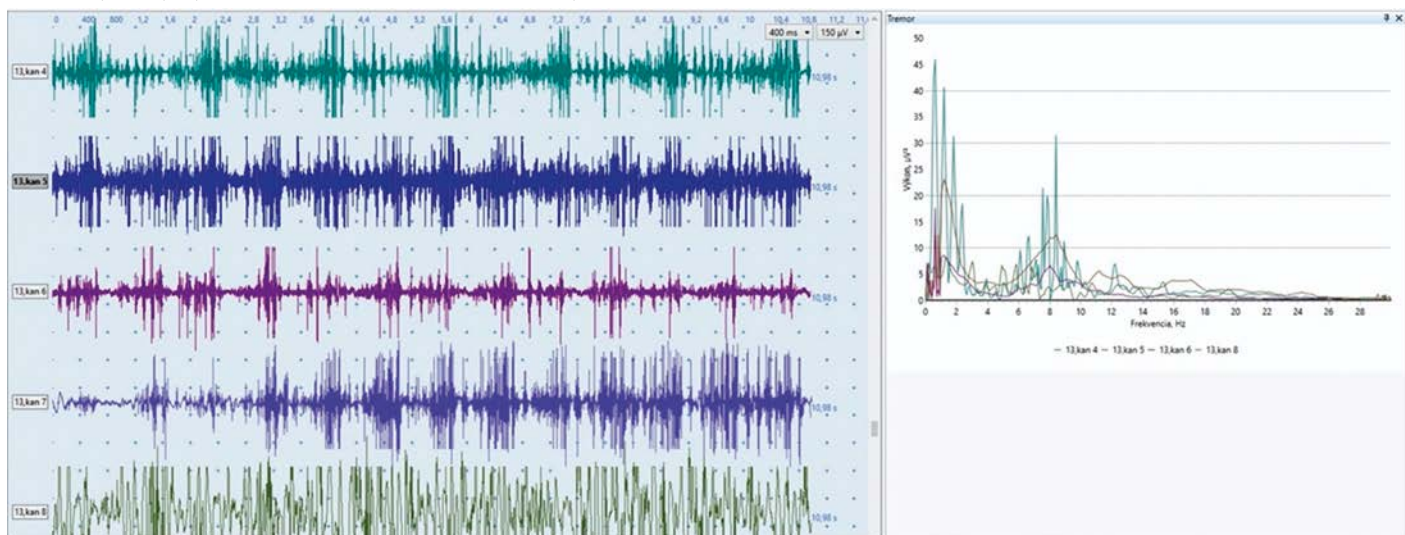 0 400 800 1,2 1,6 2 2.4 2.8 3.2 3.6 4 4.4 4.8 5.2 5.6 6 6.4 6.8 7.2 7.6 8 8.4 8.8 9.2 9.6 10 10,4 10,8 11,2
400 ms 150 µV
13,kan 4
10,98 s
13,kan 5
10,98 s
13,kan 6
10,98 s
13,kan 7
10,98 s
13,kan 8
10,98 s
Tremor
Výkon, µV²
50
45
40
35
30
25
20
15
10
5
0
0 2 4 6 8 10 12 14 16 18 20 22 24 26 28
Frekvencia, Hz
13,kan 4 13,kan 5 13,kan 6 13,kan 8